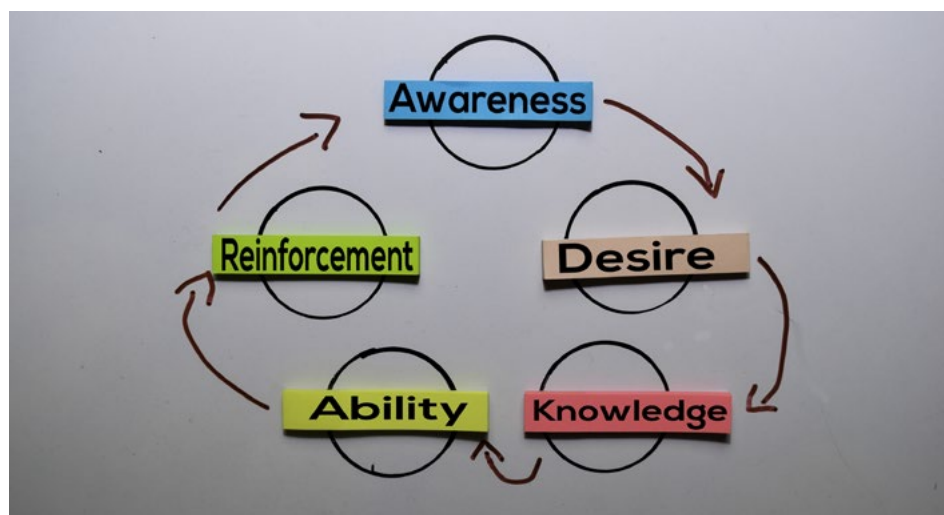 Awareness
Desire
Knowledge
Ability
Reinforcement